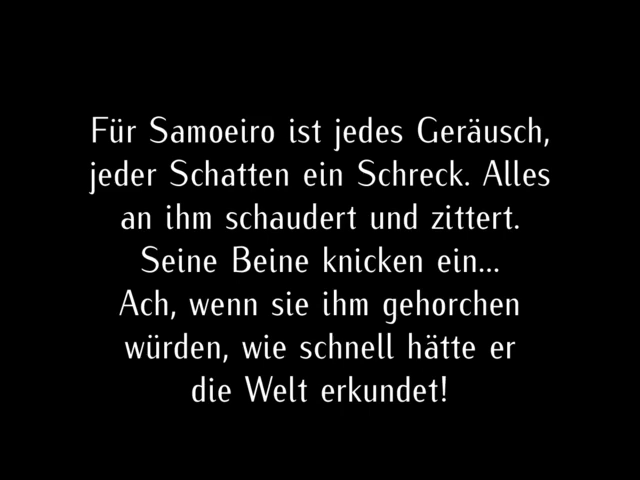 Für Samoeiro ist jedes Geräusch,
jeder Schatten ein Schreck. Alles
an ihm schaudert und zittert.
Seine Beine knicken ein...
Ach, wenn sie ihm gehorchen
würden, wie schnell hätte er
die Welt erkundet!